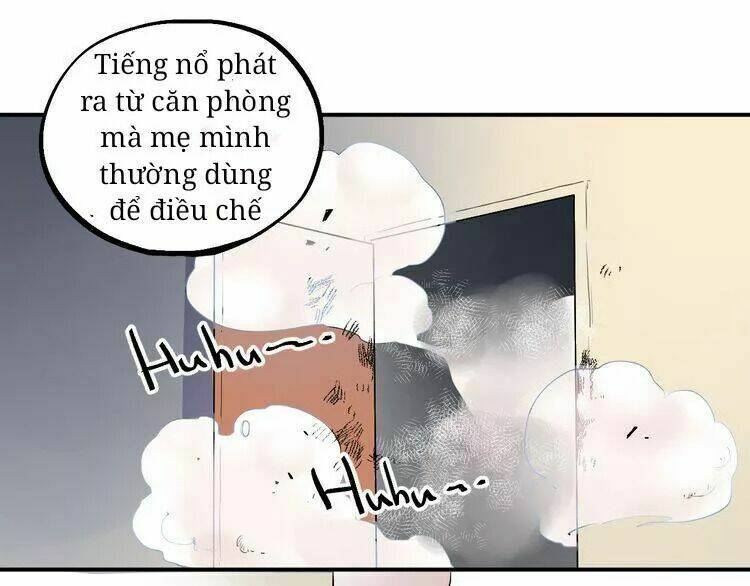 Tiếng nổ phát
ra từ căn phòng
mà mẹ mình
thường dùng
để điều chế
Huhu~~·
Huhu~~